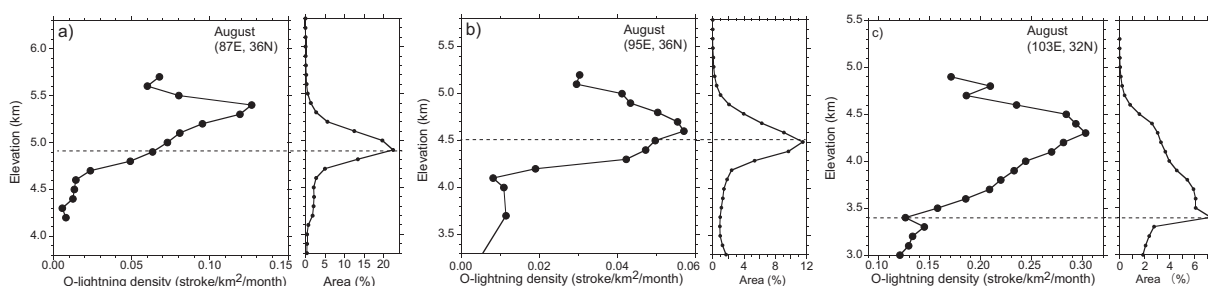 a)
August
(87E, 36N)
Elevation (km)
6.0
5.5
5.0
4.5
4.0
0.00 0.05 0.10 0.15
O-lightning density (stroke/km²/month)
0 5 10 15 20
Area (%)
b)
August
(95E, 36N)
Elevation (km)
5.5
5.0
4.5
4.0
3.5
0.00 0.02 0.04 0.06
O-lightning density (stroke/km²/month)
0 2 4 6 8 10 12
Area (%)
c)
August
(103E, 32N)
Elevation (km)
5.5
5.0
4.5
4.0
3.5
3.0
0.10 0.15 0.20 0.25 0.30
O-lightning density (stroke/km²/month)
0 2 4 6
Area (%)